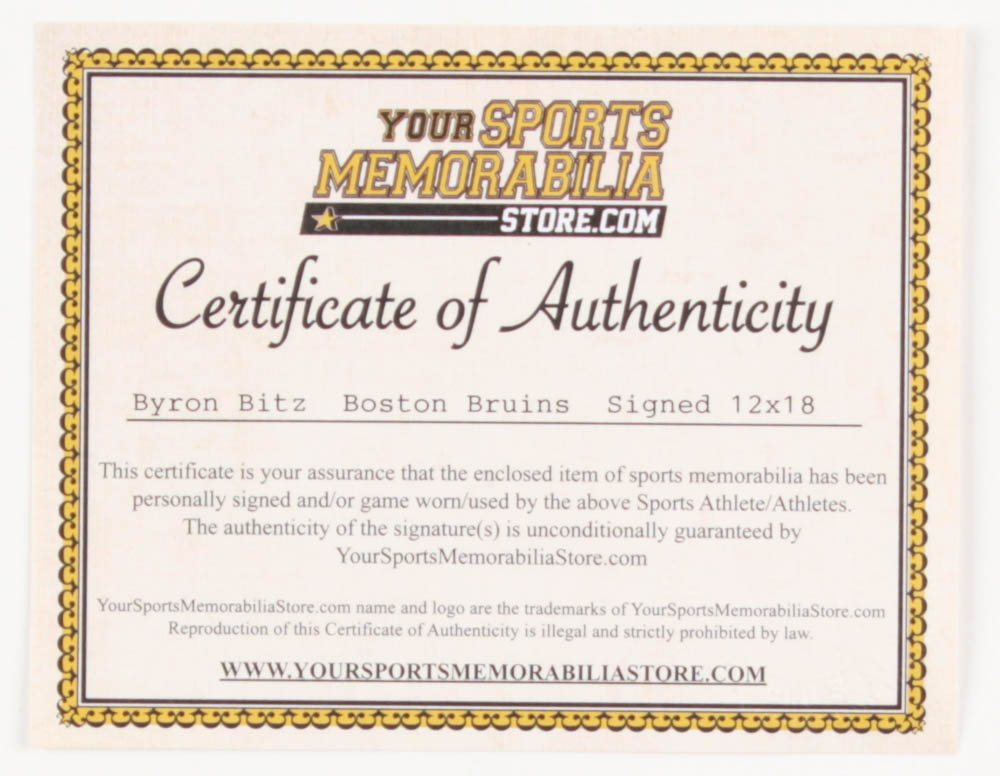 YOUR SPORTS
MEMORABILIA
STORE.COM
Certificate of Authenticity
Byron Bitz Boston Bruins Signed 12x18
This certificate is your assurance that the enclosed item of sports memorabilia has been
personally signed and/or game worn/used by the above Sports Athlete/Athletes.
The authenticity of the signature(s) is unconditionally guaranteed by
YourSportsMemorabiliaStore.com
YourSportsMemorabiliaStore.com name and logo are the trademarks of YourSportsMemorabiliaStore.com
Reproduction of this Certificate of Authenticity is illegal and strictly prohibited by law.
WWW.YOURSPORTSMEMORABILIASTORE.COM